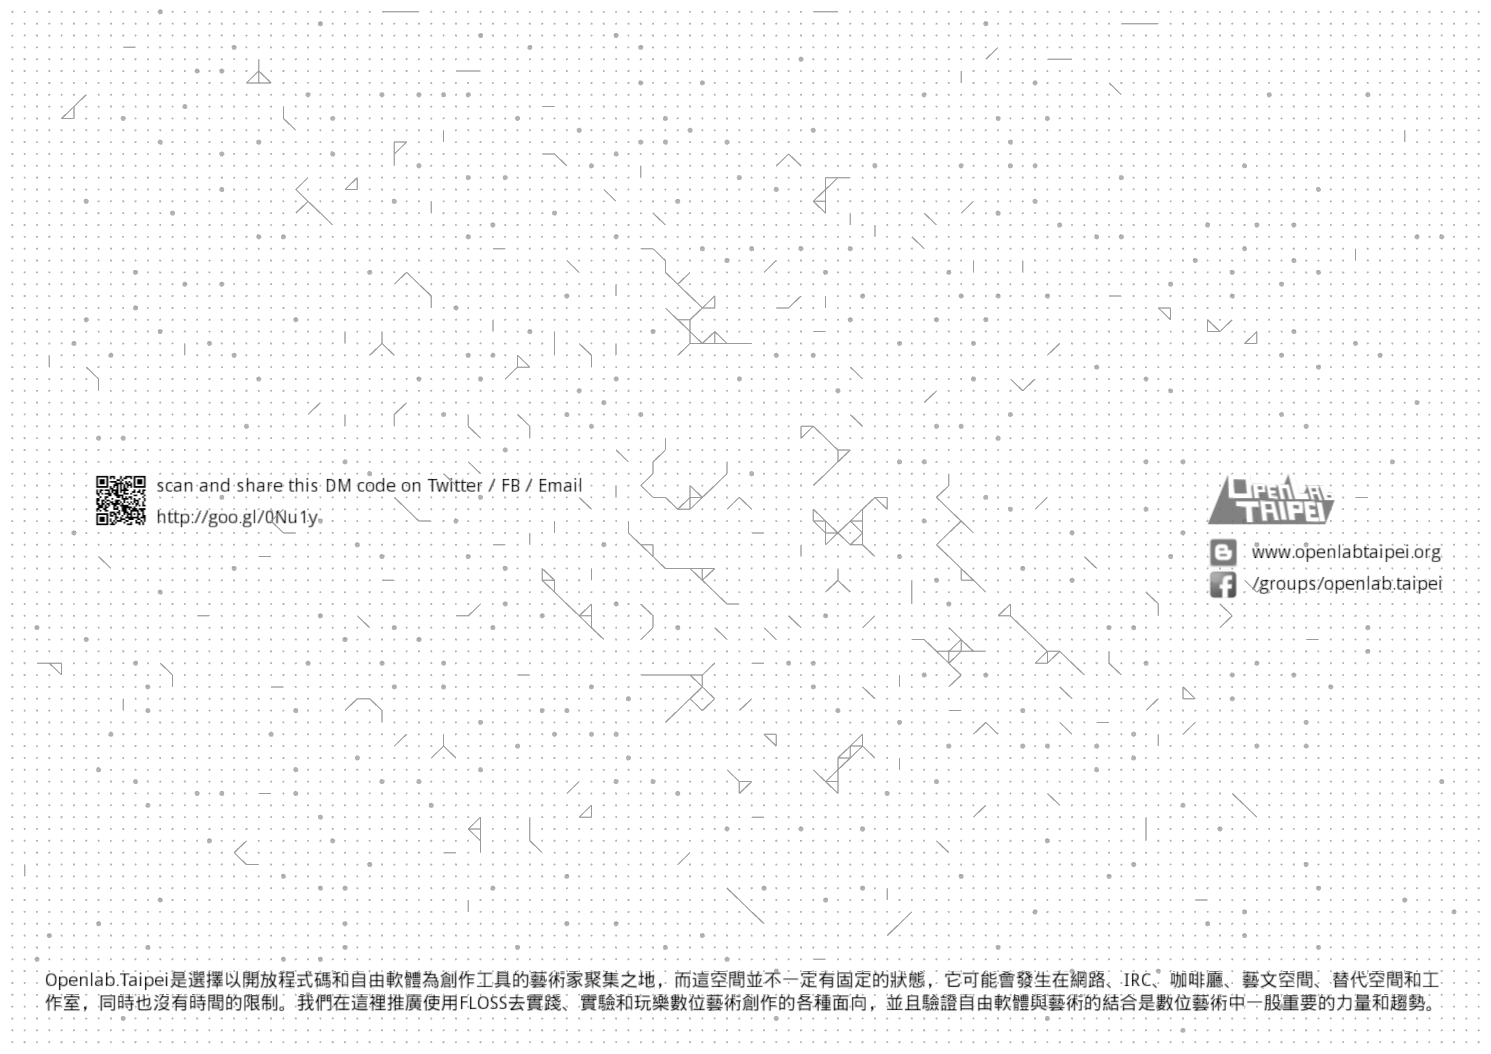 scan and share this DM code on Twitter / FB / Email
http://goo.gl/0Nu1y
OPENLAB
TAIPEI
www.openlabtaipei.org
/groups/openlab.taipei
Openlab.Taipei是選擇以開放程式碼和自由軟體為創作工具的藝術家聚集之地，而這空間並不一定有固定的狀態，它可能會發生在網路、IRC、咖啡廳、藝文空間、替代空間和工
作室，同時也沒有時間的限制。我們在這裡推廣使用FLOSS去實踐、實驗和玩樂數位藝術創作的各種面向，並且驗證自由軟體與藝術的結合是數位藝術中一股重要的力量和趨勢。